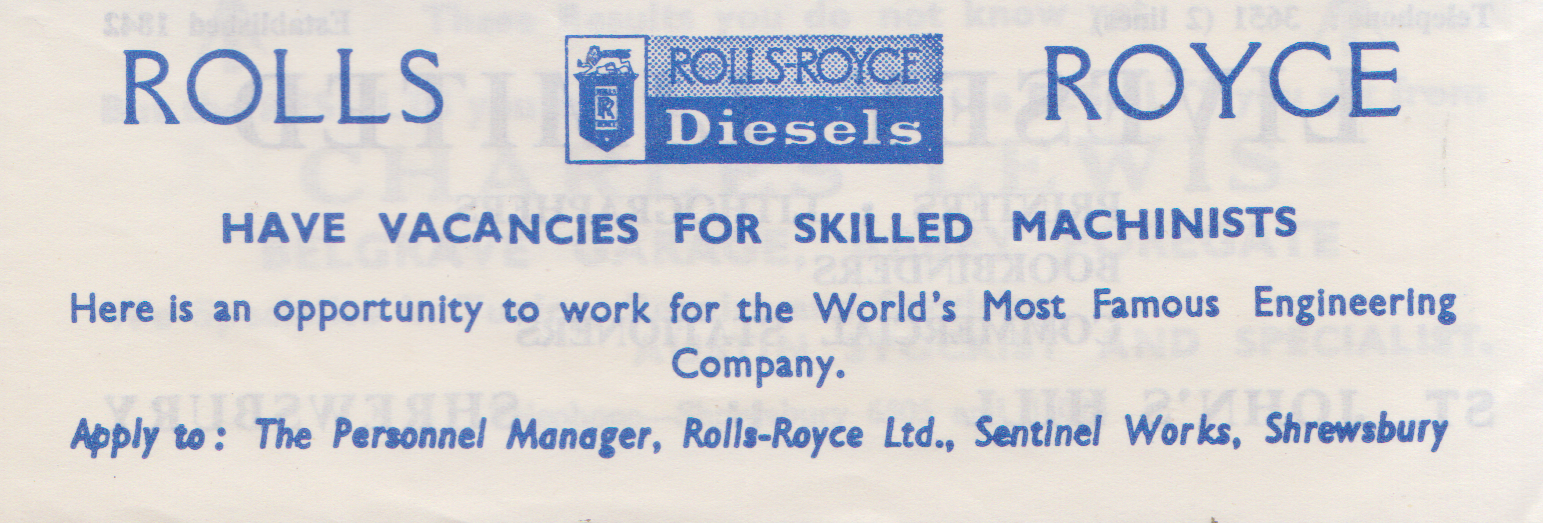 ROLLS ROYCE
R
ROLLS-ROYCE
Diesels
HAVE VACANCIES FOR SKILLED MACHINISTS
Here is an opportunity to work for the World's Most Famous Engineering
Company.
Apply to: The Personnel Manager, Rolls-Royce Ltd., Sentinel Works, Shrewsbury